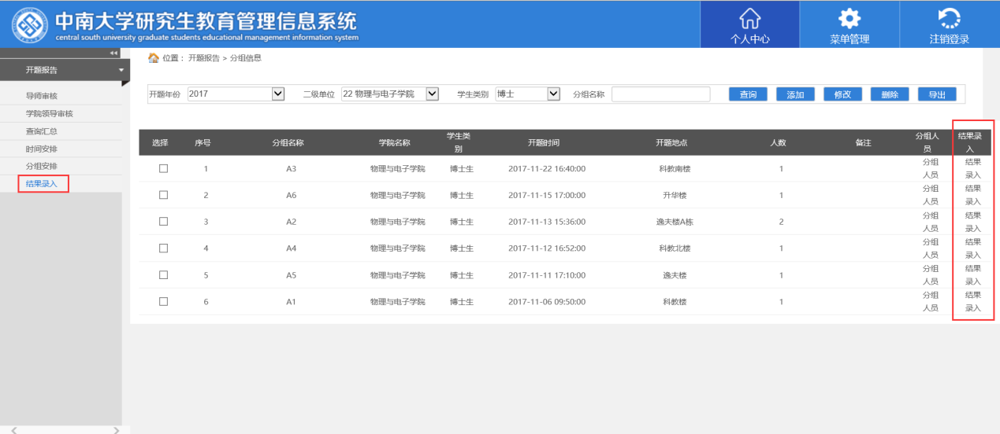 中南大学研究生教育管理信息系统
central south university graduate students educational management information system
个人中心
菜单管理
注销登录
开题报告
导师审核
学院领导审核
查询汇总
时间安排
分组安排
结果录入
位置： 开题报告 > 分组信息
开题年份 2017 二级单位 22 物理与电子学院 学生类别 博士 分组名称 查询 添加 修改 删除 导出
选择 序号 分组名称 学院名称 学生类别 开题时间 开题地点 人数 备注 分组人员 结果录入
1 A3 物理与电子学院 博士生 2017-11-22 16:40:00 科教南楼 1 分组人员 结果录入
2 A6 物理与电子学院 博士生 2017-11-15 17:00:00 升华楼 1 分组人员 结果录入
3 A2 物理与电子学院 博士生 2017-11-13 15:36:00 逸夫楼A栋 2 分组人员 结果录入
4 A4 物理与电子学院 博士生 2017-11-12 16:52:00 科教北楼 1 分组人员 结果录入
5 A5 物理与电子学院 博士生 2017-11-11 17:10:00 逸夫楼 1 分组人员 结果录入
6 A1 物理与电子学院 博士生 2017-11-06 09:50:00 科教楼 1 分组人员 结果录入